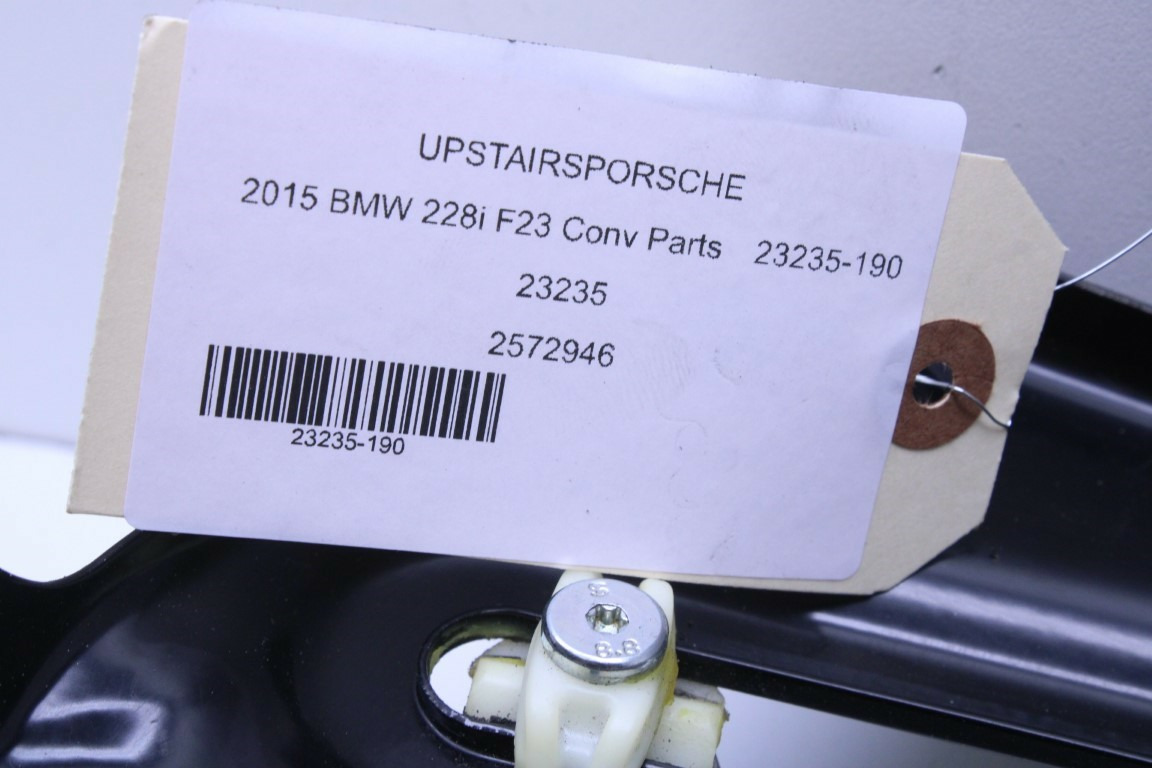 UPSTAIRSPORSCHE
2015 BMW 228i F23 Conv Parts 23235-190
23235
2572946
23235-190
8.8